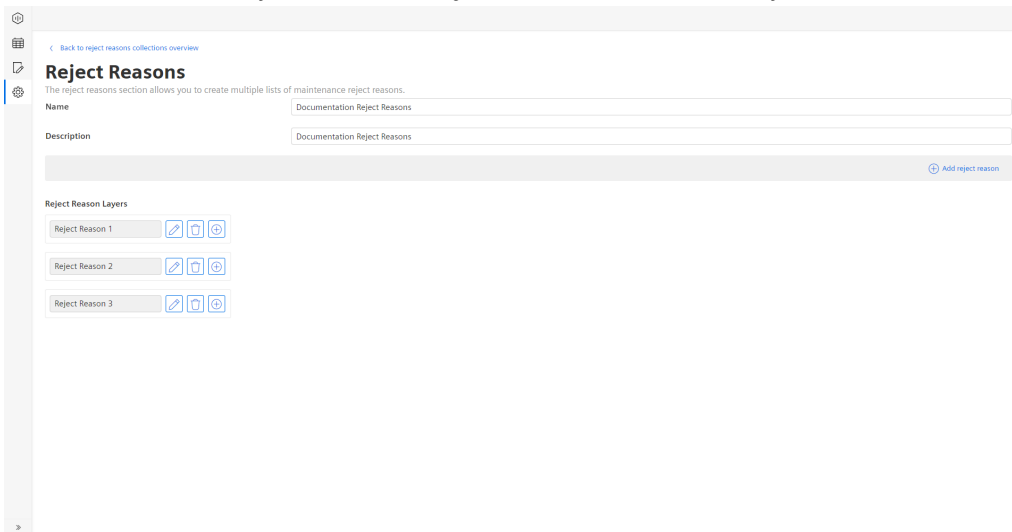 Back to reject reasons collections overview
Reject Reasons
The reject reasons section allows you to create multiple lists of maintenance reject reasons.
Name
Documentation Reject Reasons
Description
Documentation Reject Reasons
Add reject reason
Reject Reason Layers
Reject Reason 1
Reject Reason 2
Reject Reason 3